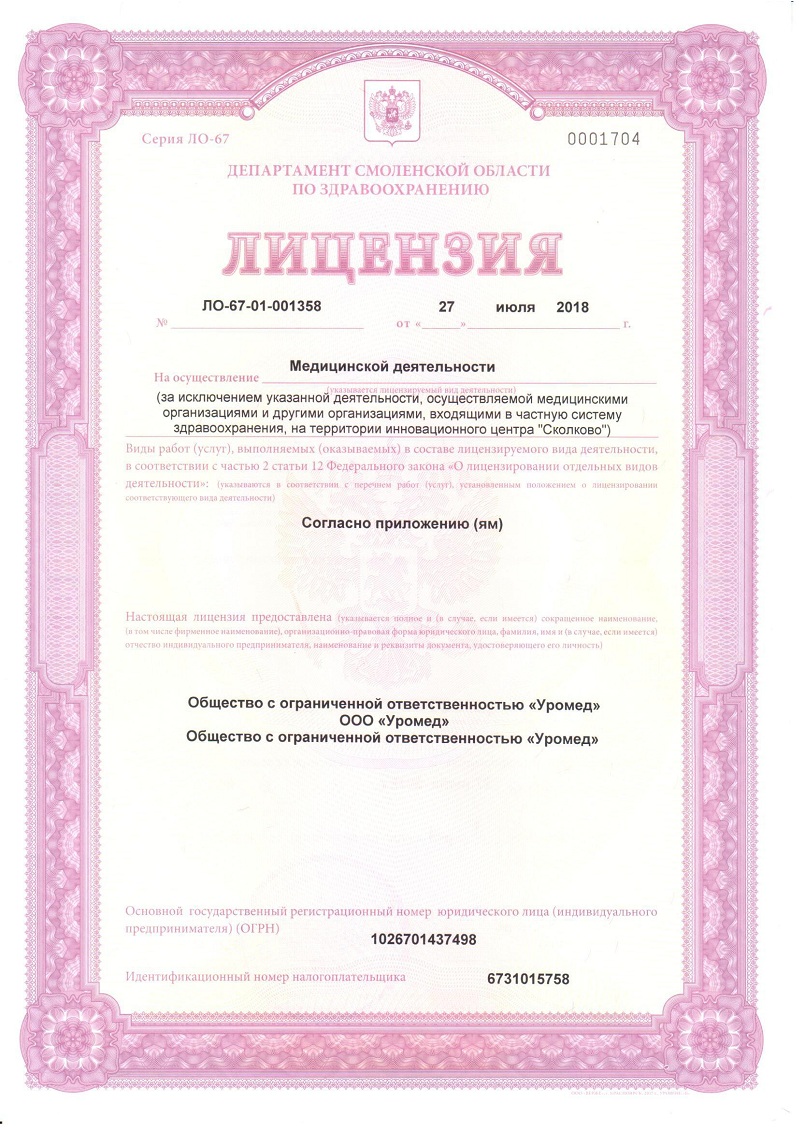 Серия ЛО-67
0001704
ДЕПАРТАМЕНТ СМОЛЕНСКОЙ ОБЛАСТИ
ПО ЗДРАВООХРАНЕНИЮ
ЛИЦЕНЗИЯ
№ ЛО-67-01-001358 от « 27 » июля 2018 г.
На осуществление Медицинской деятельности
(указывается лицензируемый вид деятельности)
(за исключением указанной деятельности, осуществляемой медицинскими
организациями и другими организациями, входящими в частную систему
здравоохранения, на территории инновационного центра "Сколково")
Виды работ (услуг), выполняемых (оказываемых) в составе лицензируемого вида деятельности,
в соответствии с частью 2 статьи 12 Федерального закона «О лицензировании отдельных видов
деятельности»: (указываются в соответствии с перечнем работ (услуг), установленным положением о лицензировании
соответствующего вида деятельности)
Согласно приложению (ям)
Настоящая лицензия предоставлена (указывается полное и (в случае, если имеется) сокращенное наименование,
(в том числе фирменное наименование), организационно-правовая форма юридического лица, фамилия, имя и (в случае, если имеется)
отчество индивидуального предпринимателя, наименование и реквизиты документа, удостоверяющего его личность)
Общество с ограниченной ответственностью «Уромед»
ООО «Уромед»
Общество с ограниченной ответственностью «Уромед»
Основной государственный регистрационный номер юридического лица (индивидуального
предпринимателя) (ОГРН) 1026701437498
Идентификационный номер налогоплательщика 6731015758